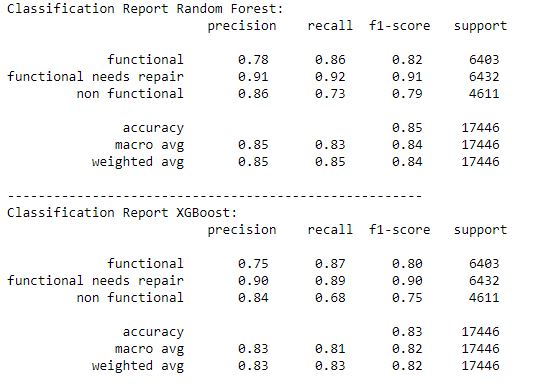 Classification Report Random Forest:
precision recall f1-score support
functional 0.78 0.86 0.82 6403
functional needs repair 0.91 0.92 0.91 6432
non functional 0.86 0.73 0.79 4611
accuracy 0.85 17446
macro avg 0.85 0.83 0.84 17446
weighted avg 0.85 0.85 0.84 17446
------------------------------------------------------
Classification Report XGBoost:
precision recall f1-score support
functional 0.75 0.87 0.80 6403
functional needs repair 0.90 0.89 0.90 6432
non functional 0.84 0.68 0.75 4611
accuracy 0.83 17446
macro avg 0.83 0.81 0.82 17446
weighted avg 0.83 0.83 0.82 17446